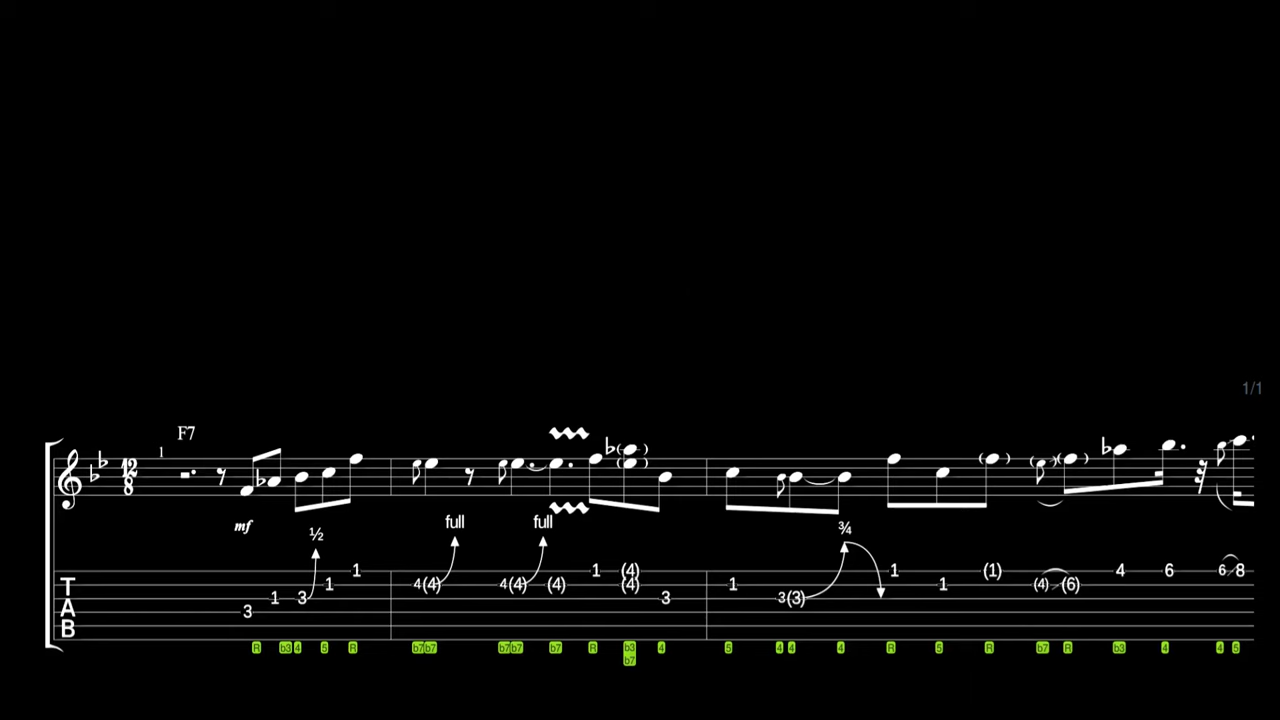 1/1
F7
1
12
8
mf
½ full full ¾
1 1 (4) 1 (1) 4 6 6 8
T 1 4 (4) 4 (4) (4) (4) 1 1 (4) (6)
A 1 3 3 3 (3)
3
B
R b3 4 5 R b7 b7 b7 b7 b7 R b3 4 5 4 4 4 R 5 R b7 R b3 4 4 5
b7